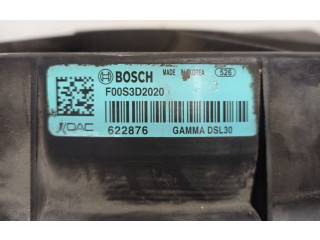 BOSCH MADE IN KOREA 526
F00S3D2020
DAC 622876 GAMMA DSL30